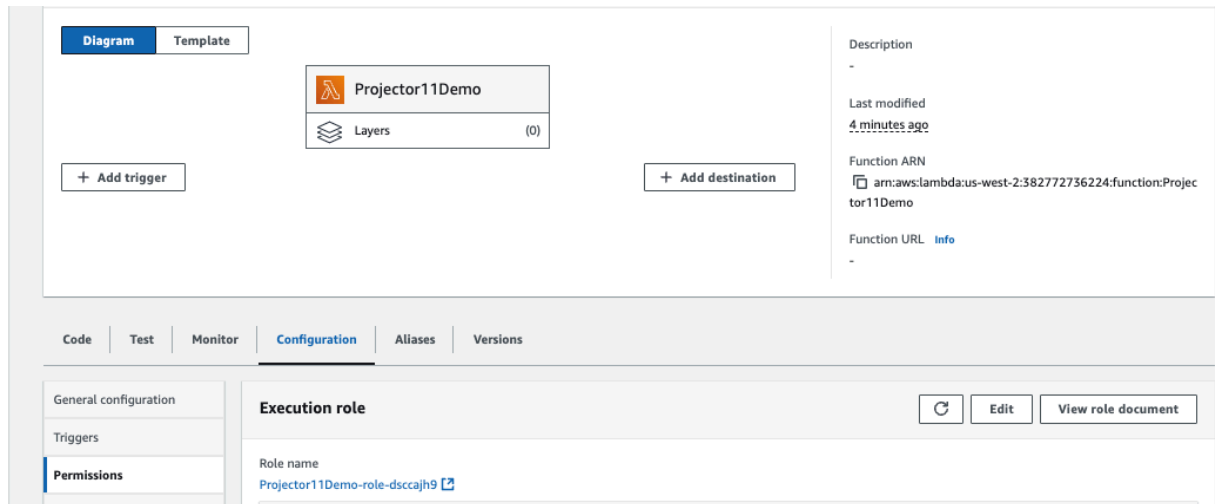 Diagram
Template
Projector11Demo
Layers (0)
+ Add trigger
+ Add destination
Description
-
Last modified
4 minutes ago
Function ARN
arn:aws:lambda:us-west-2:382772736224:function:Projec
tor11Demo
Function URL Info
-
Code Test Monitor Configuration Aliases Versions
General configuration
Triggers
Permissions
Execution role
Edit
View role document
Role name
Projector11Demo-role-dsccajh9